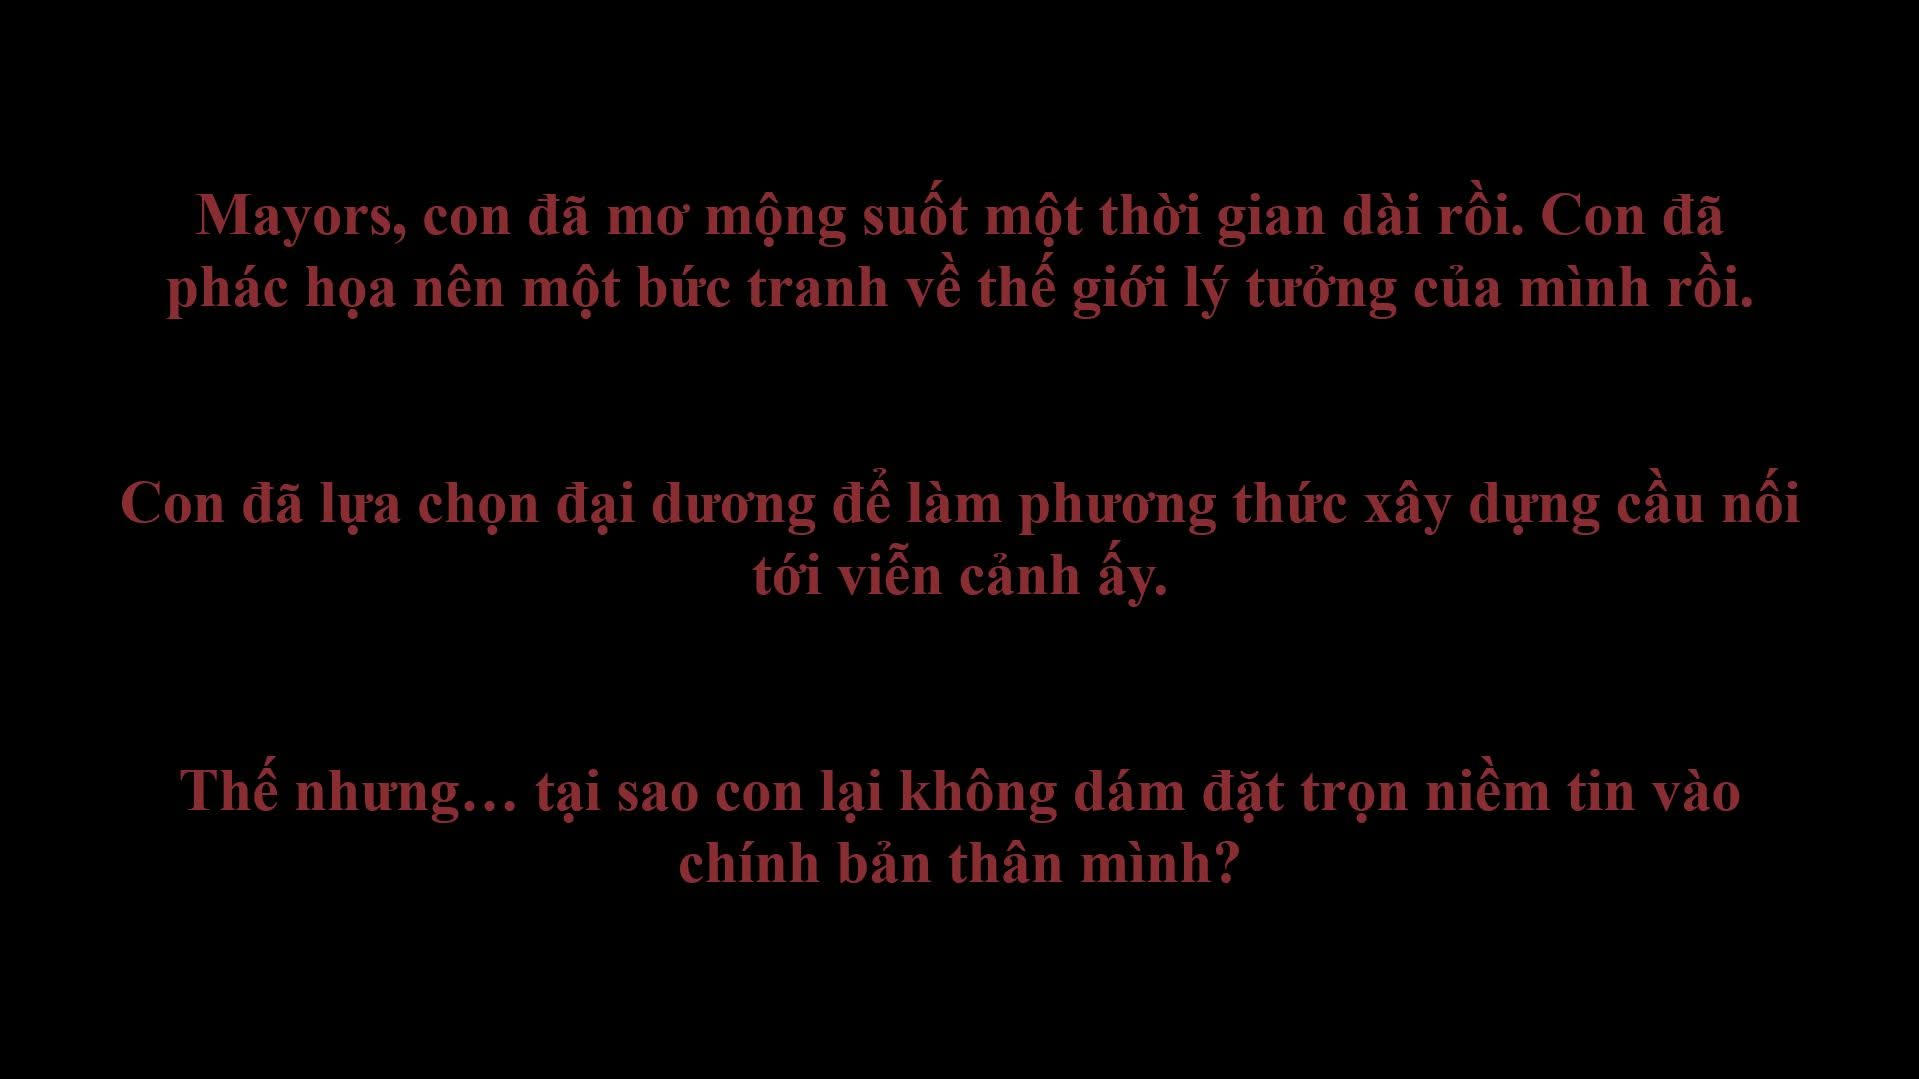 Mayors, con đã mơ mộng suốt một thời gian dài rồi. Con đã
phác họa nên một bức tranh về thế giới lý tưởng của mình rồi.
Con đã lựa chọn đại dương để làm phương thức xây dựng cầu nối
tới viễn cảnh ấy.
Thế nhưng… tại sao con lại không dám đặt trọn niềm tin vào
chính bản thân mình?